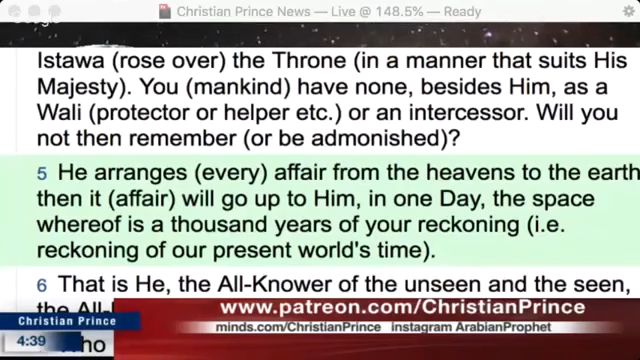 Christian Prince News — Live @ 148.5% — Ready
Istawa (rose over) the Throne (in a manner that suits His
Majesty). You (mankind) have none, besides Him, as a
Wali (protector or helper etc.) or an intercessor. Will you
not then remember (or be admonished)?
5 He arranges (every) affair from the heavens to the earth
then it (affair) will go up to Him, in one Day, the space
whereof is a thousand years of your reckoning (i.e.
reckoning of our present world's time).
6 That is He, the All-Knower of the unseen and the seen,
the All-
www.patreon.com/ChristianPrince
Christian Prince
minds.com/ChristianPrince instagram ArabianProphet
4:39
Who